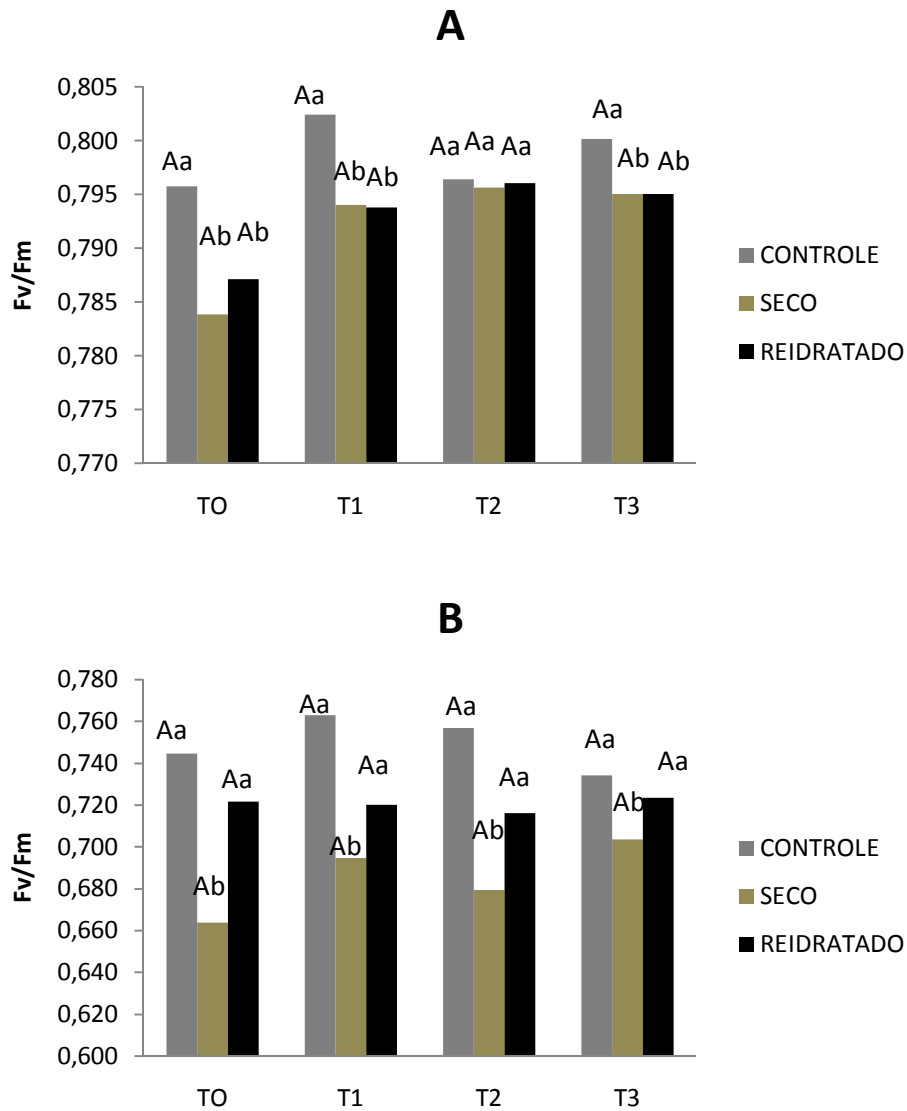 A
0,805
0,800
0,795
0,790
0,785
0,780
0,775
0,770
Fv/Fm
Aa Ab Ab
Aa Ab Ab
Aa Aa Aa
Aa Ab Ab
TO T1 T2 T3
CONTROLE
SECO
REIDRATADO
B
0,780
0,760
0,740
0,720
0,700
0,680
0,660
0,640
0,620
0,600
Fv/Fm
Aa Ab Aa
Aa Ab Aa
Aa Ab Aa
Aa Ab Aa
TO T1 T2 T3
CONTROLE
SECO
REIDRATADO